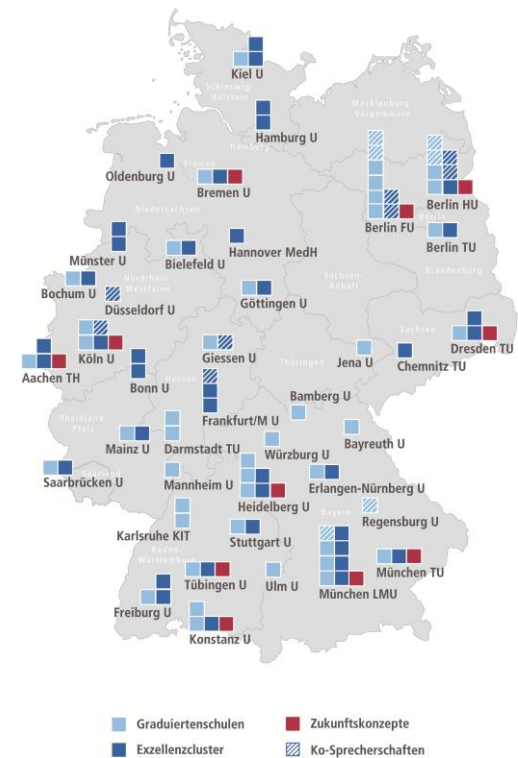 Kiel U
Schleswig-
Holstein
Mecklenburg-
Vorpommern
Hamburg U
Hamburg
Oldenburg U
Bremen
Bremen U
Berlin HU
Berlin FU
Berlin
Niedersachsen
Berlin TU
Münster U
Hannover MedH
Bielefeld U
Brandenburg
Sachsen-
Anhalt
Bochum U
Nordrhein-
Westfalen
Düsseldorf U
Göttingen U
Sachsen
Dresden TU
Köln U
Giessen U
Jena U
Chemnitz TU
Aachen TH
Thüringen
Bonn U
Hessen
Bamberg U
Frankfurt/M U
Rheinland-
Pfalz
Bayreuth U
Mainz U
Darmstadt TU
Würzburg U
Saarbrücken U
Saarland
Mannheim U
Erlangen-Nürnberg U
Heidelberg U
Regensburg U
Bayern
Karlsruhe KIT
Stuttgart U
Baden-
Württemberg
München TU
Tübingen U
Ulm U
München LMU
Freiburg U
Konstanz U
Graduiertenschulen
Zukunftskonzepte
Exzellenzcluster
Ko-Sprecherschaften